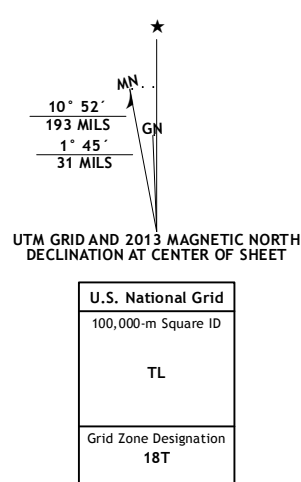 MN
10° 52´
193 MILS
GN
1° 45´
31 MILS
UTM GRID AND 2013 MAGNETIC NORTH
DECLINATION AT CENTER OF SHEET
U.S. National Grid
100,000-m Square ID
TL
Grid Zone Designation
18T